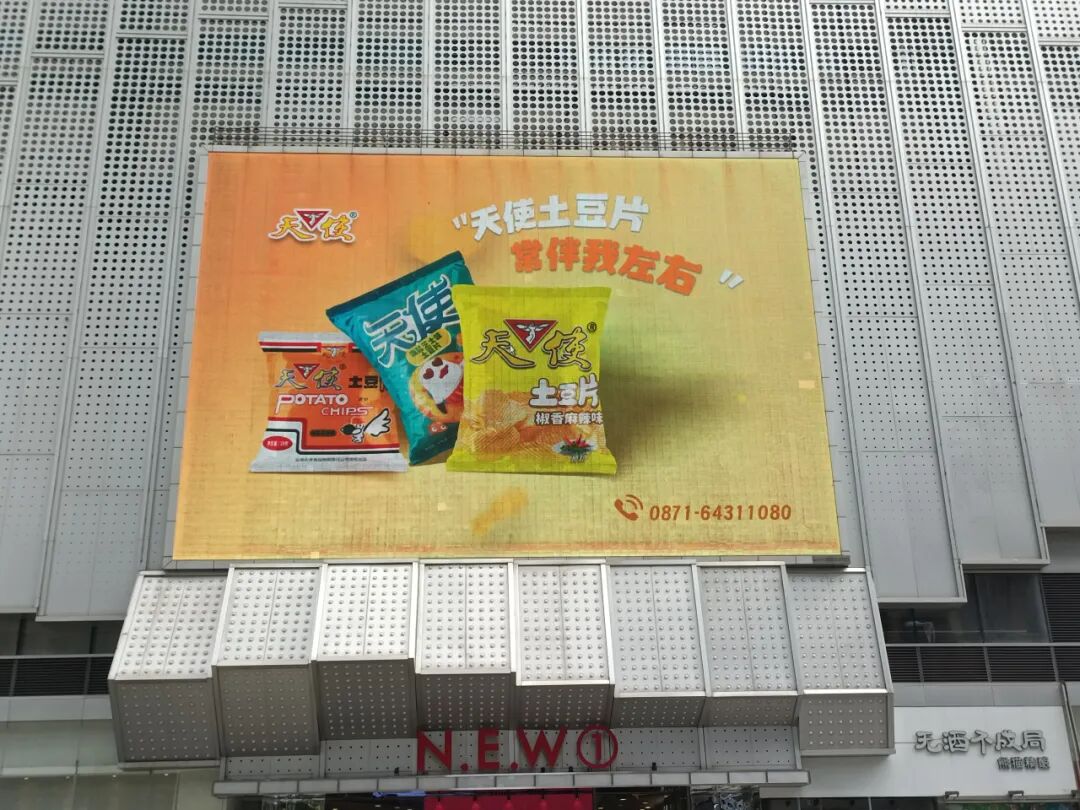 天使®
"天使土豆片
常伴我左右"
天使
土豆片
天使
POTATO
CHIPS
土豆
天使®
土豆片
椒香麻辣味
0871-64311080
N.E.W①
无酒不成局